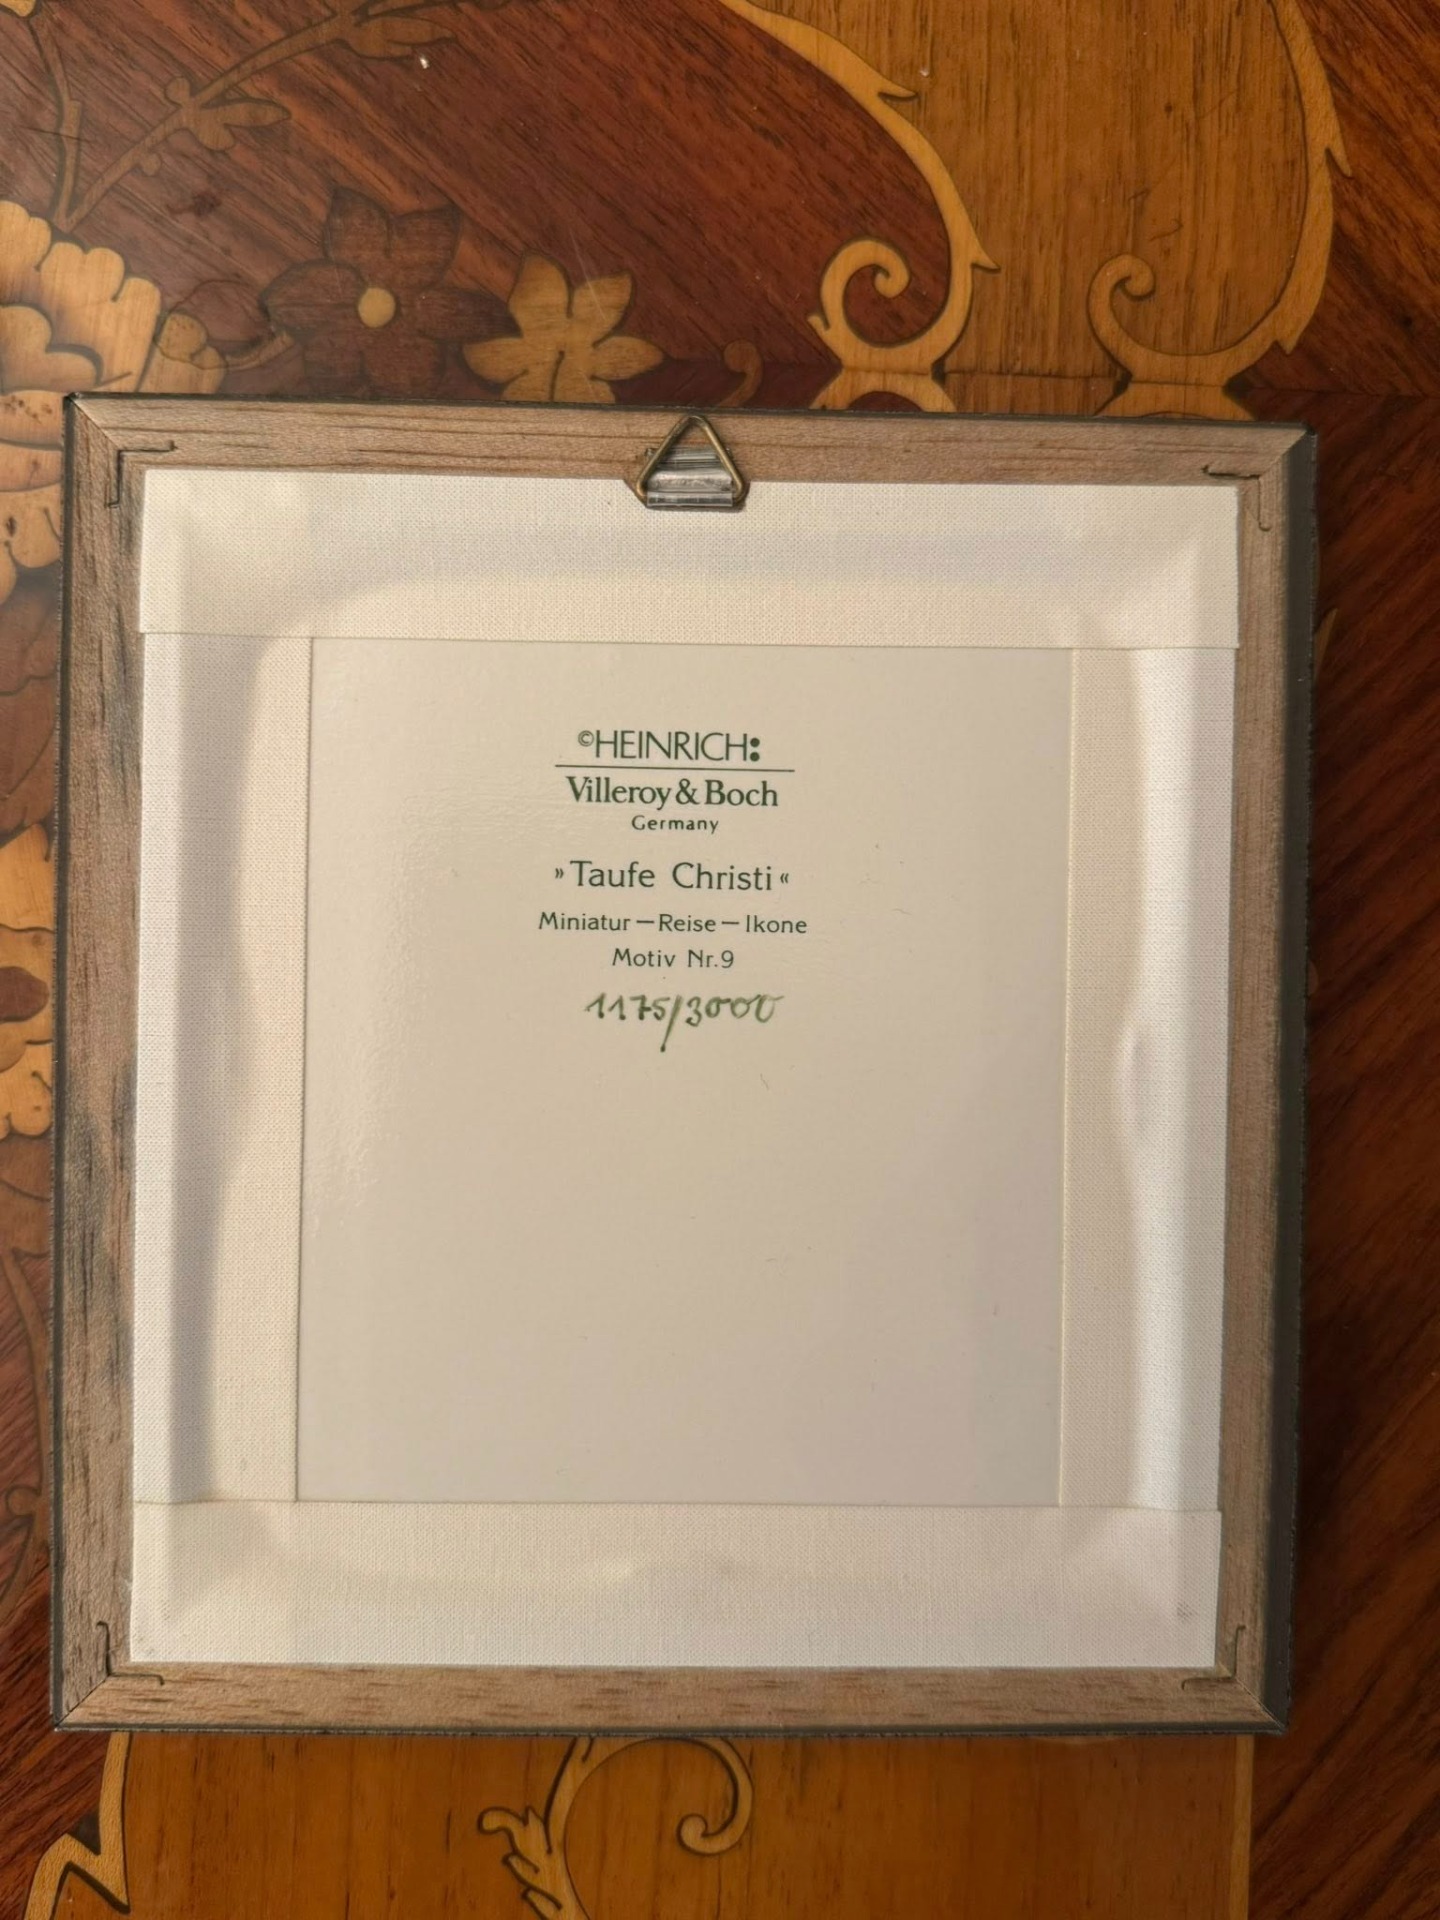 ©HEINRICH:
Villeroy & Boch
Germany
»Taufe Christi«
Miniatur – Reise – Ikone
Motiv Nr. 9
1175/3000